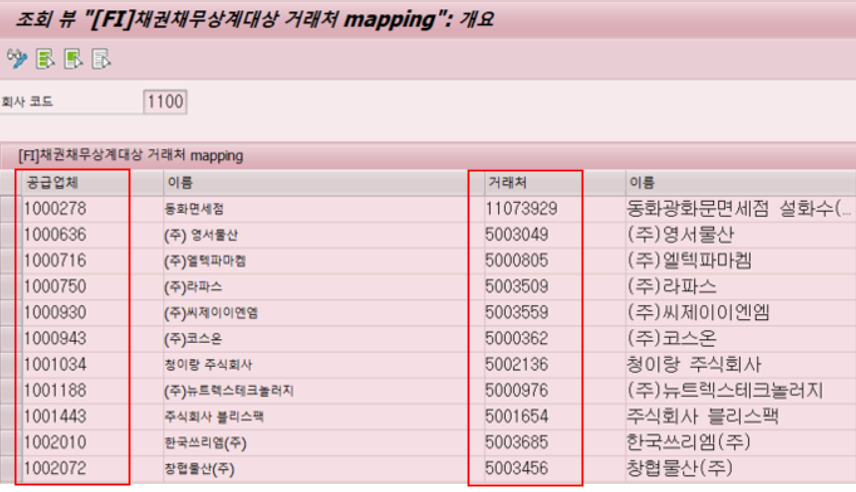 조회 뷰 "[FI]채권채무상계대상 거래처 mapping": 개요
회사 코드 1100
[FI]채권채무상계대상 거래처 mapping
공급업체 이름 거래처 이름
1000278 동화면세점 11073929 동화광화문면세점 설화수(...
1000636 (주) 영서물산 5003049 (주)영서물산
1000716 (주)엘텍파마켐 5000805 (주)엘텍파마켐
1000750 (주)라파스 5003509 (주)라파스
1000930 (주)씨제이이엔엠 5003559 (주)씨제이이엔엠
1000943 (주)코스온 5000362 (주)코스온
1001034 청이랑 주식회사 5002136 청이랑 주식회사
1001188 (주)뉴트렉스테크놀러지 5000976 (주)뉴트렉스테크놀러지
1001443 주식회사 블리스팩 5001654 주식회사 블리스팩
1002010 한국쓰리엠(주) 5003685 한국쓰리엠(주)
1002072 창협물산(주) 5003456 창협물산(주)